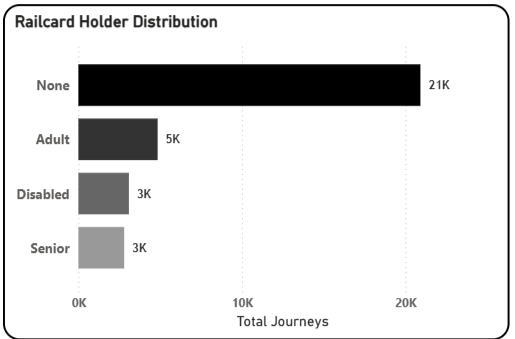 Railcard Holder Distribution
None 21K
Adult 5K
Disabled 3K
Senior 3K
0K 10K 20K
Total Journeys